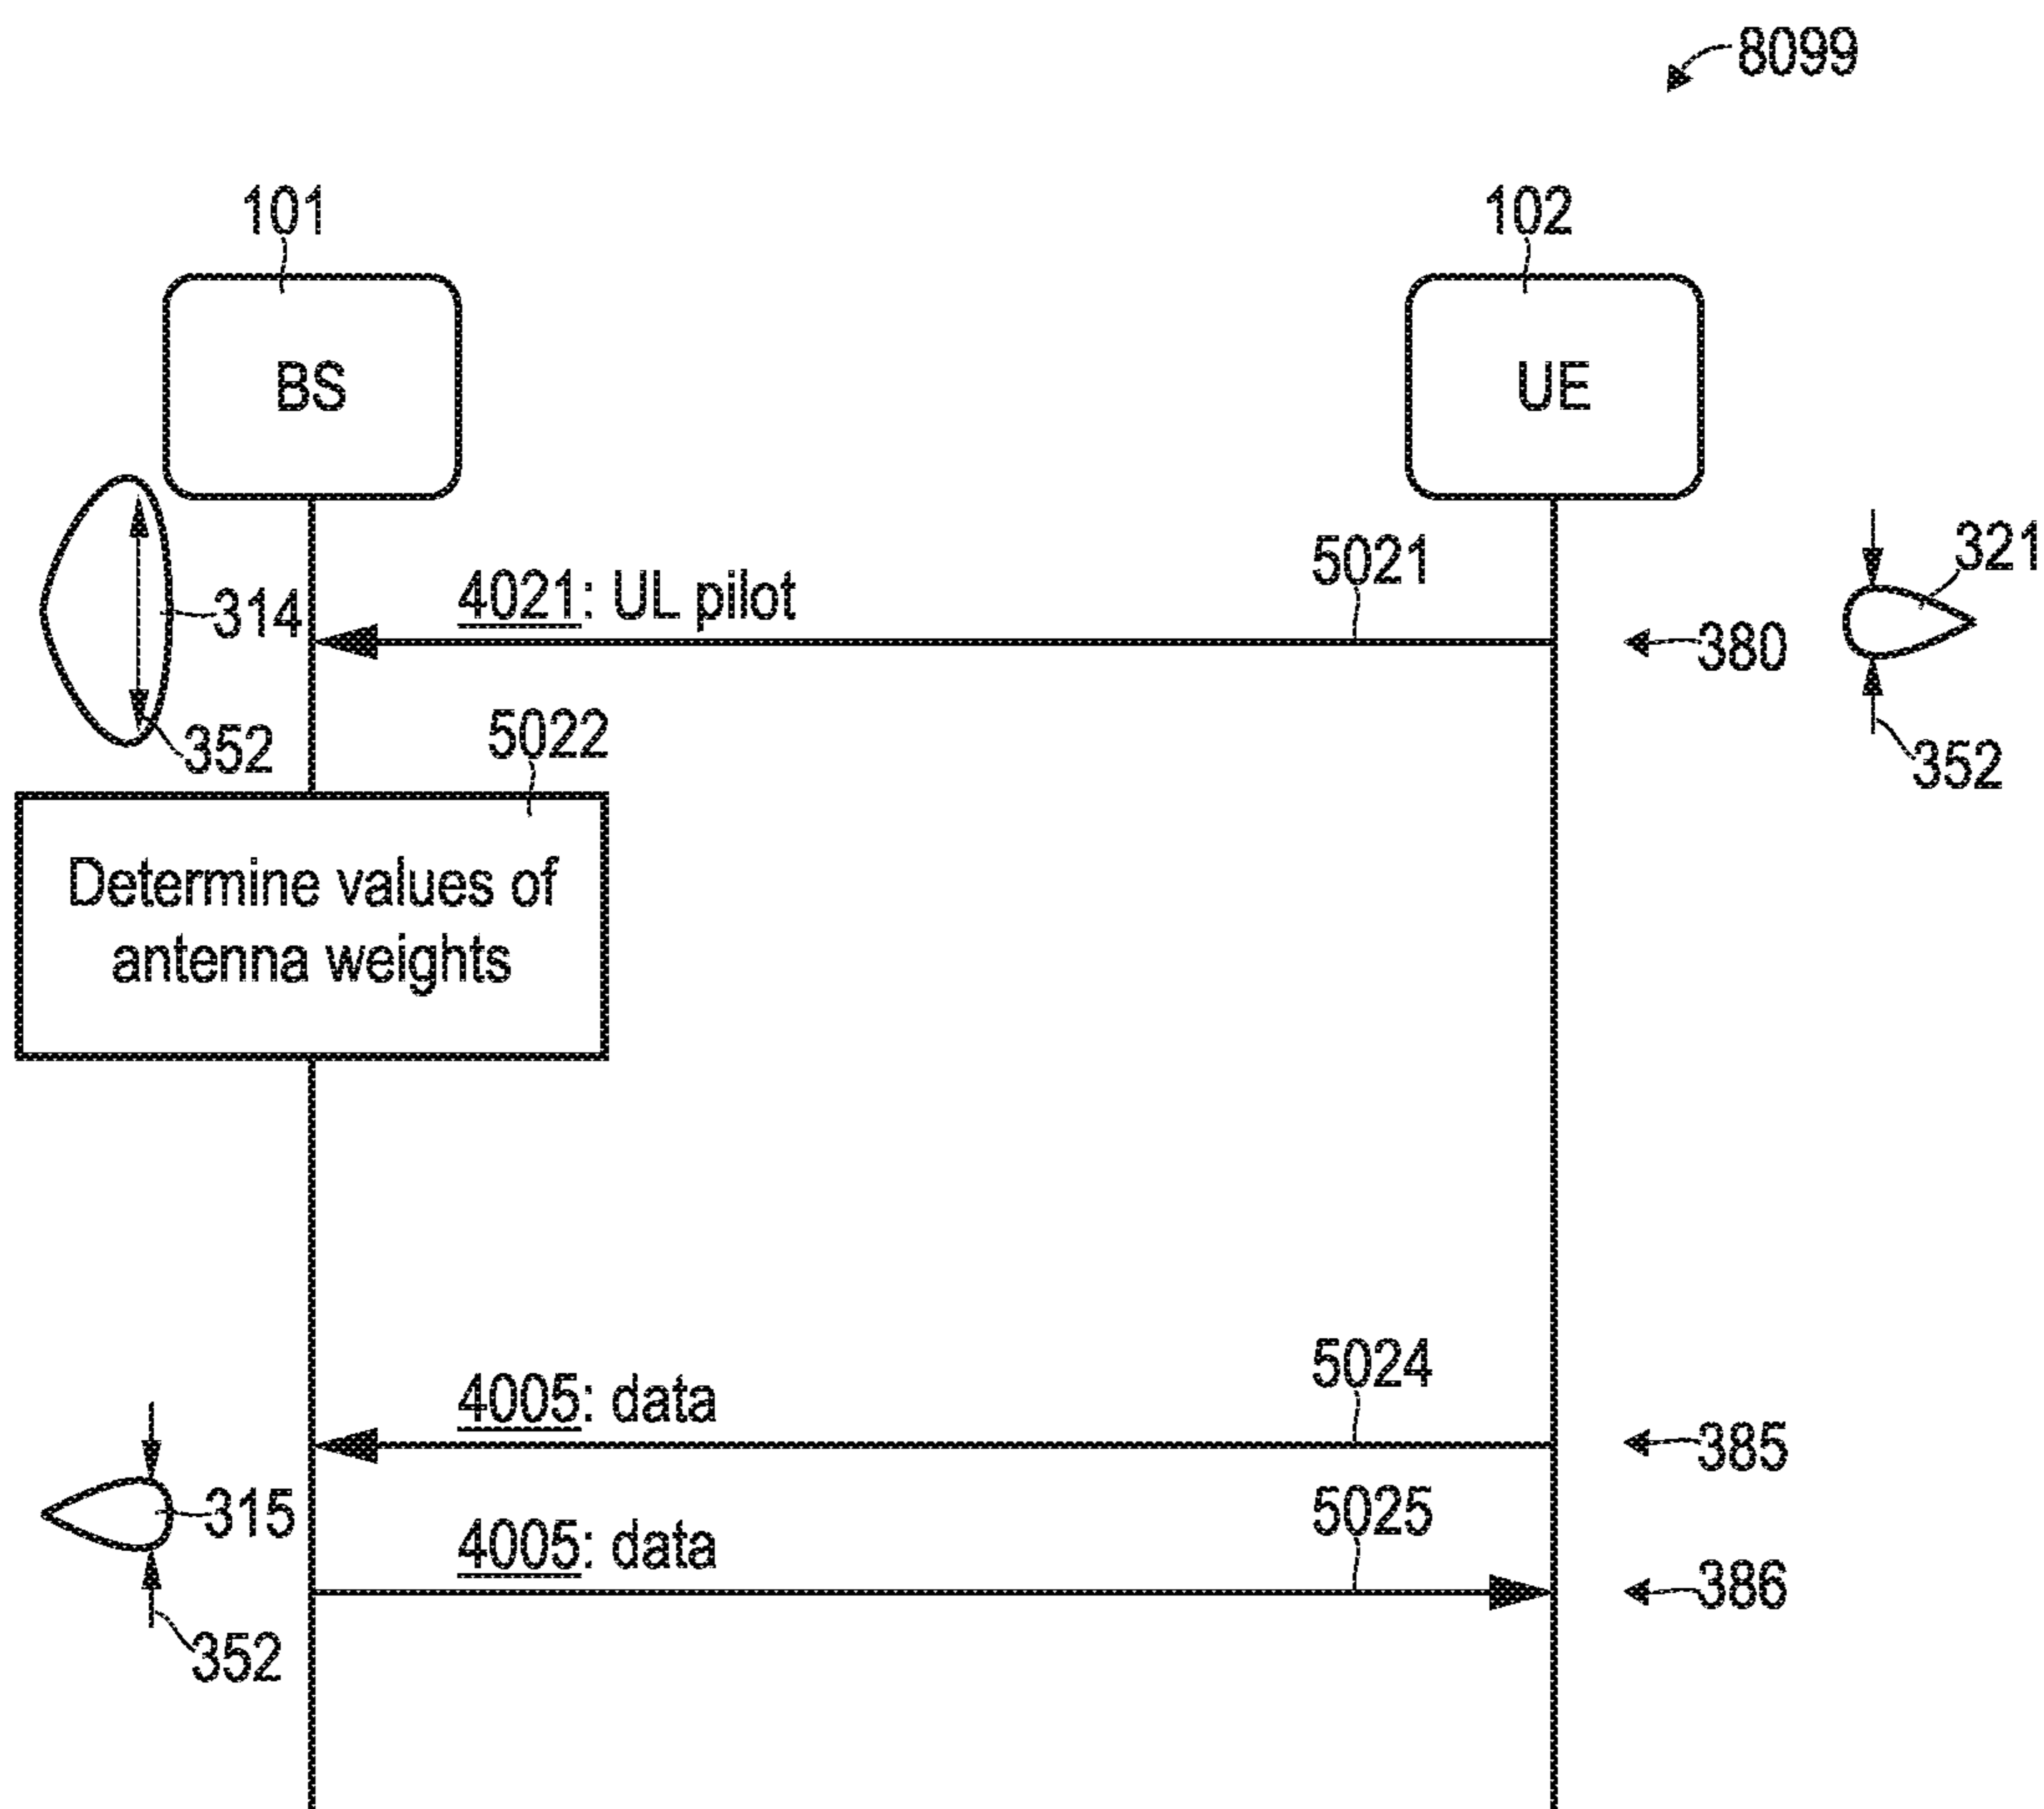 8099
101
102
BS
UE
314
4021: UL pilot
5021
380
321
352
352
5022
Determine values of
antenna weights
4005: data
5024
385
315
4005: data
5025
386
352